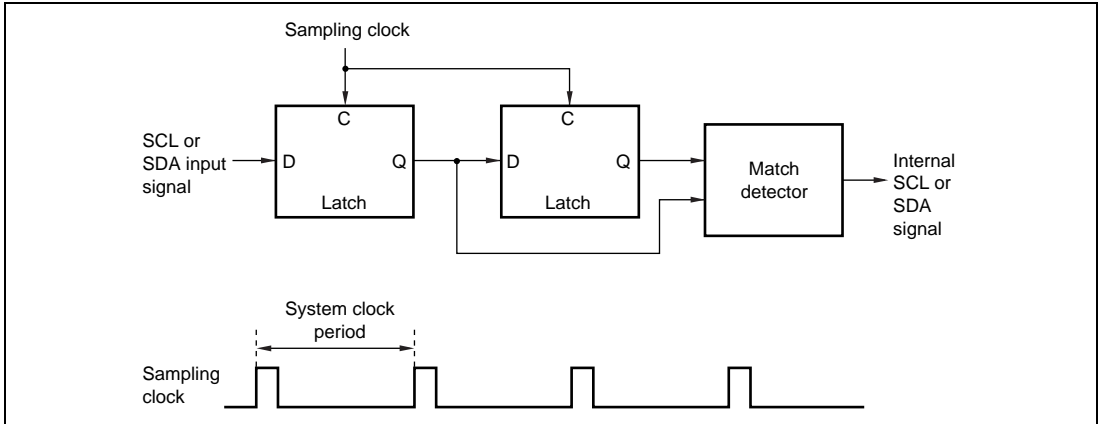 Sampling clock
C
C
SCL or
SDA input
signal
D
Q
D
Q
Latch
Latch
Match
detector
Internal
SCL or
SDA
signal
System clock
period
Sampling
clock